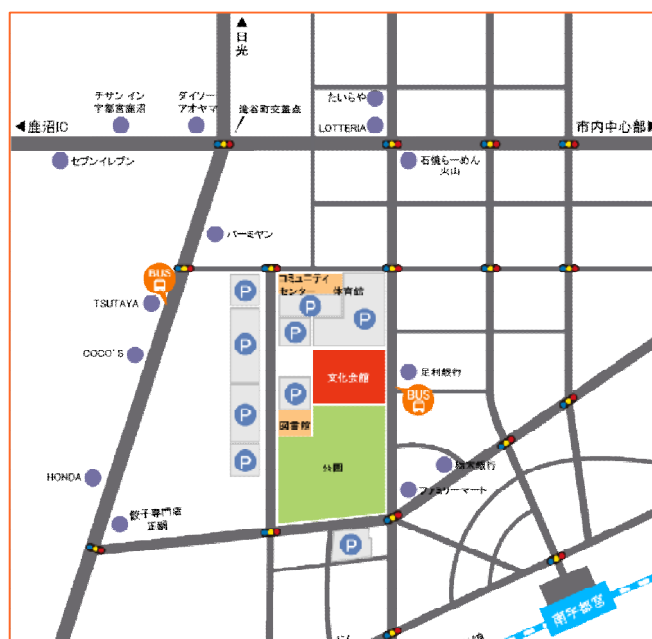 ▲
日
光
チサン イン
宇都宮鹿沼
ダイソー
アオヤマ
滝谷町交差点
たいらや
LOTTERIA
◀鹿沼IC
市内中心部▶
セブンイレブン
石焼らーめん
火山
バーミヤン
BUS
TSUTAYA
COCO'S
P
コミュニティ
センター
体育館
P
P
P
P
文化会館
足利銀行
BUS
P
P
図書館
P
公園
HONDA
ファミリーマート
餃子専門店
正嗣
P
南宇都宮